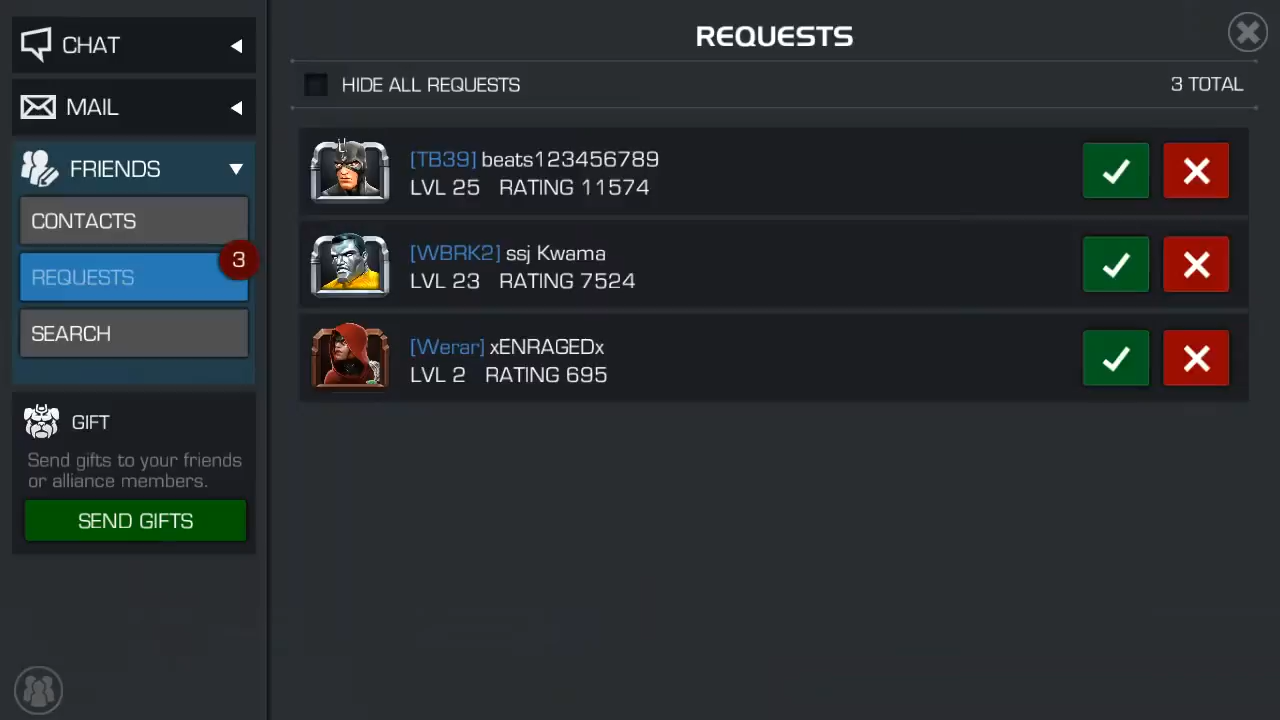 CHAT
MAIL
FRIENDS
CONTACTS
REQUESTS
3
SEARCH
GIFT
Send gifts to your friends
or alliance members.
SEND GIFTS
REQUESTS
HIDE ALL REQUESTS
3 TOTAL
[TB39] beats123456789
LVL 25 RATING 11574
[WBRK2] ssj Kwama
LVL 23 RATING 7524
[Werar] xENRAGEDx
LVL 2 RATING 695